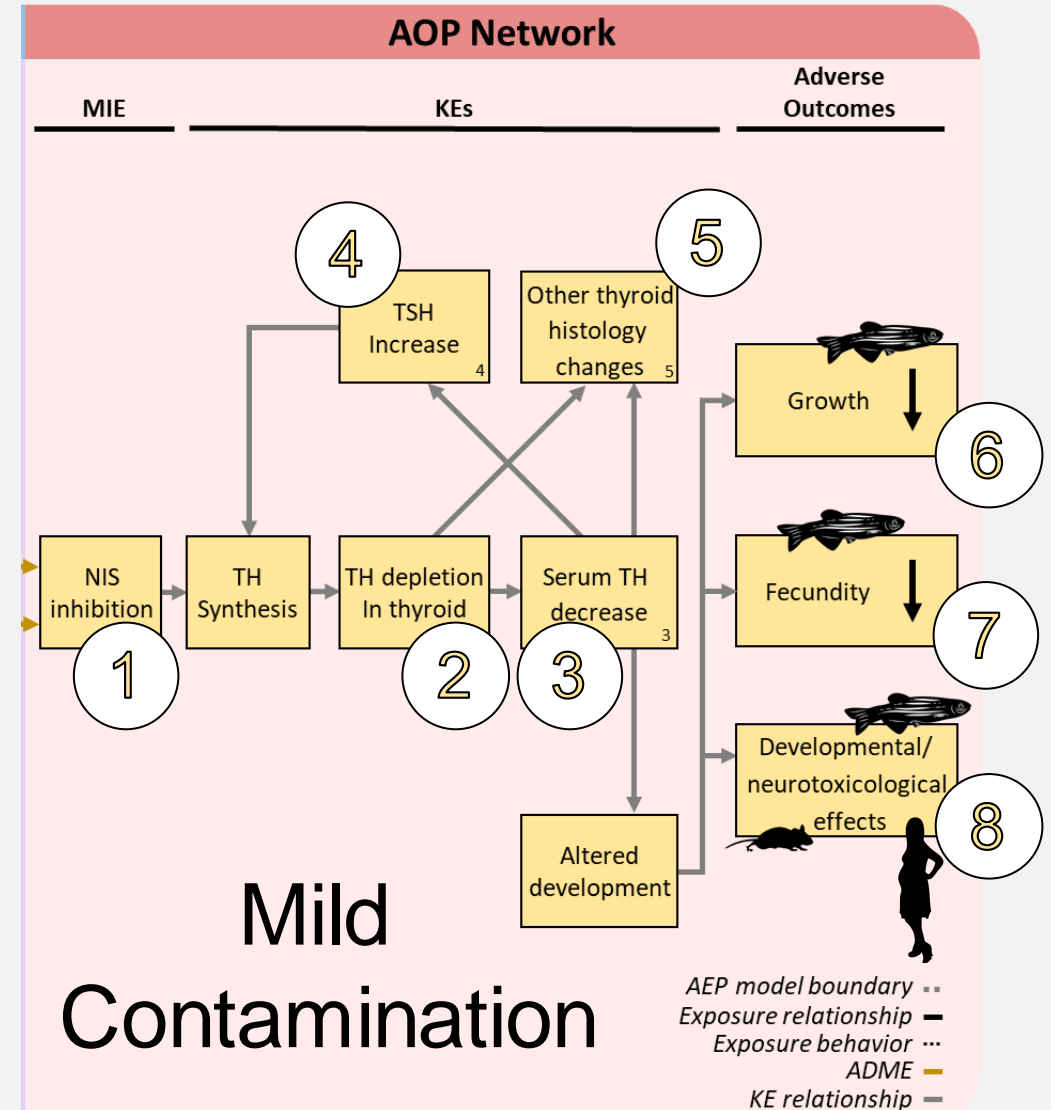 AOP Network
MIE
KEs
Adverse
Outcomes
4
TSH
Increase
4
5
Other thyroid
histology
changes
5
Growth
6
NIS
inhibition
1
TH
Synthesis
TH depletion
In thyroid
2
Serum TH
decrease
3
3
Fecundity
7
Developmental/
neurotoxicological
effects
8
Altered
development
Mild
Contamination
AEP model boundary
Exposure relationship
Exposure behavior
ADME
KE relationship